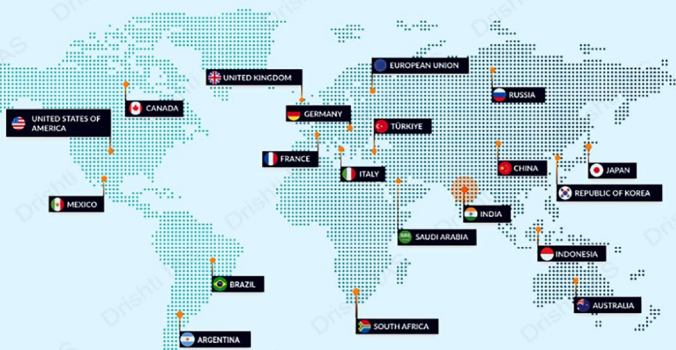 EUROPEAN UNION
UNITED KINGDOM
RUSSIA
CANADA
GERMANY
UNITED STATES OF
AMERICA
TÜRKIYE
FRANCE
ITALY
CHINA
JAPAN
REPUBLIC OF KOREA
MEXICO
INDIA
SAUDI ARABIA
INDONESIA
BRAZIL
AUSTRALIA
SOUTH AFRICA
ARGENTINA